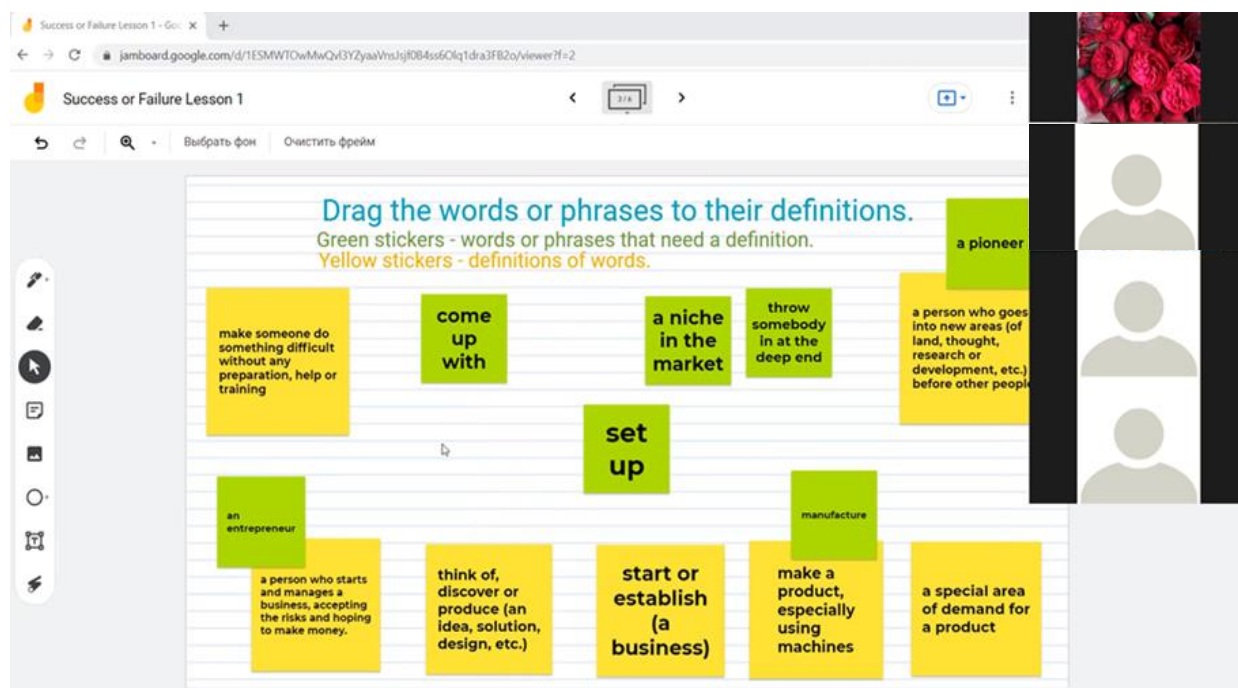 Success or Failure Lesson 1 - Goo
jamboard.google.com/d/
Success or Failure Lesson 1
2/6
Выбрать фон
Очистить фрейм
Drag the words or phrases to their definitions.
Green stickers - words or phrases that need a definition.
Yellow stickers - definitions of words.
a pioneer
make someone do
something difficult
without any
preparation, help or
training
come
up
with
a niche
in the
market
throw
somebody
in at the
deep end
a person who goes
into new areas (of
land, thought,
research or
development, etc.)
before other people
set
up
an
entrepreneur
manufacture
a person who starts
and manages a
business, accepting
the risks and hoping
to make money.
think of,
discover or
produce (an
idea, solution,
design, etc.)
start or
establish
(a
business)
make a
product,
especially
using
machines
a special area
of demand for
a product